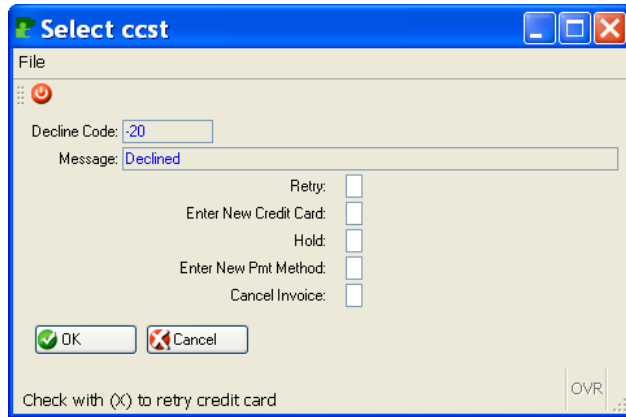 Select ccst
File
Decline Code: -20
Message: Declined
Retry:
Enter New Credit Card:
Hold:
Enter New Pmt Method:
Cancel Invoice:
OK Cancel
Check with (X) to retry credit card OVR